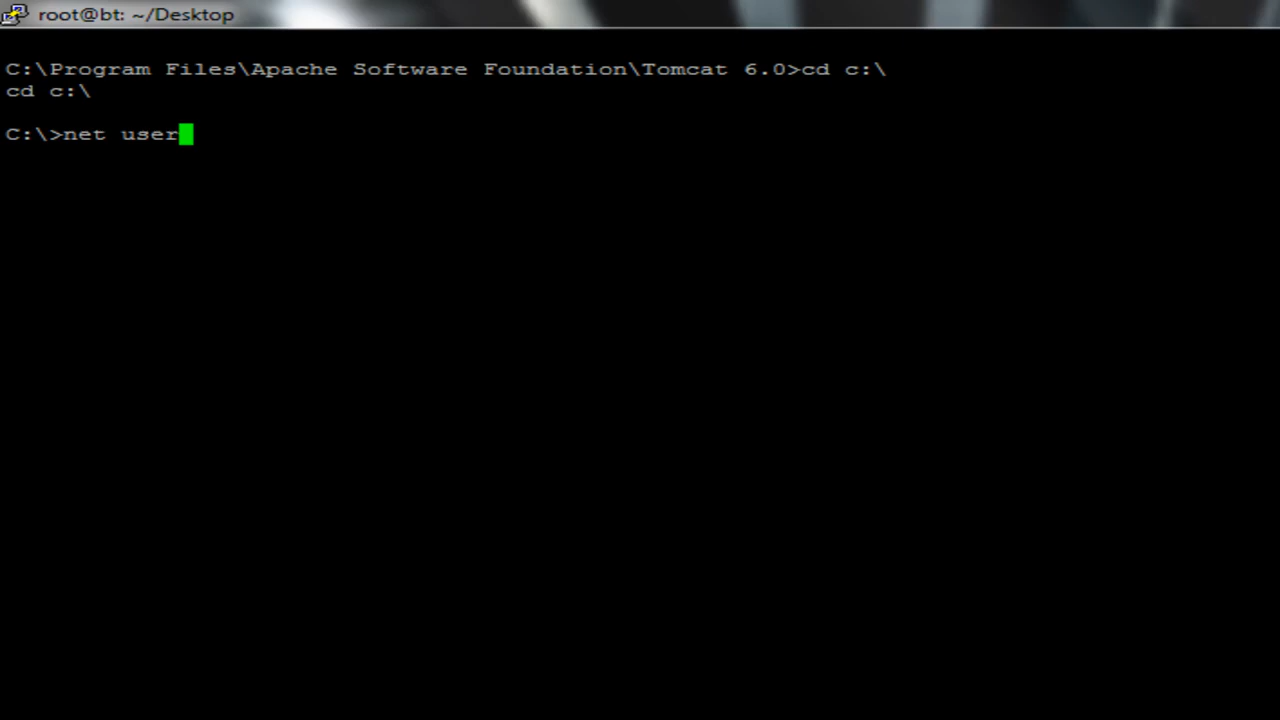 root@bt: ~/Desktop
C:\Program Files\Apache Software Foundation\Tomcat 6.0>cd c:\
cd c:\
C:\>net user